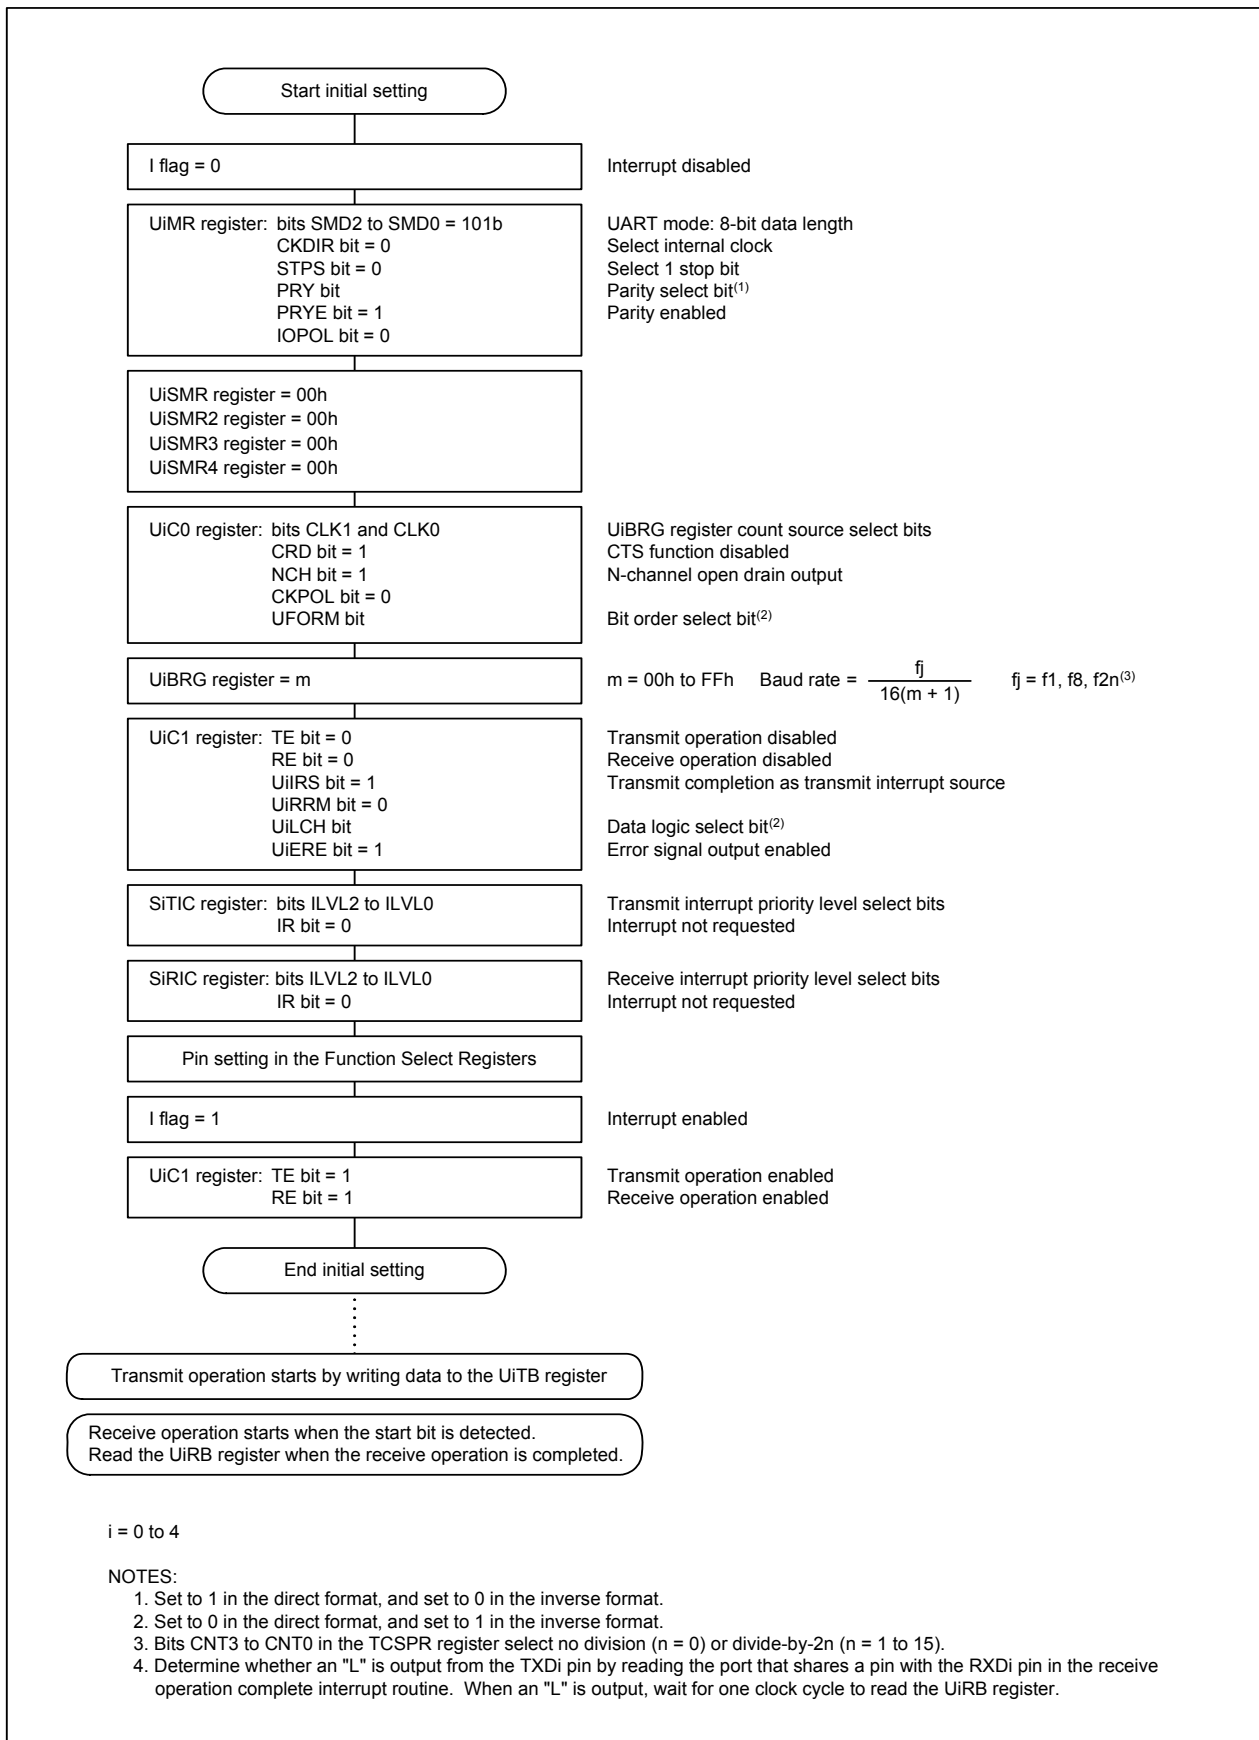 Start initial setting
I flag = 0 Interrupt disabled
UiMR register: bits SMD2 to SMD0 = 101b UART mode: 8-bit data length
CKDIR bit = 0 Select internal clock
STPS bit = 0 Select 1 stop bit
PRY bit Parity select bit(1)
PRYE bit = 1 Parity enabled
IOPOL bit = 0
UiSMR register = 00h
UiSMR2 register = 00h
UiSMR3 register = 00h
UiSMR4 register = 00h
UiC0 register: bits CLK1 and CLK0 UiBRG register count source select bits
CRD bit = 1 CTS function disabled
NCH bit = 1 N-channel open drain output
CKPOL bit = 0
UFORM bit Bit order select bit(2)
UiBRG register = m m = 00h to FFh Baud rate = fj / 16(m + 1) fj = f1, f8, f2n(3)
UiC1 register: TE bit = 0 Transmit operation disabled
RE bit = 0 Receive operation disabled
UiIRS bit = 1 Transmit completion as transmit interrupt source
UiRRM bit = 0
UiLCH bit Data logic select bit(2)
UiERE bit = 1 Error signal output enabled
SiTIC register: bits ILVL2 to ILVL0 Transmit interrupt priority level select bits
IR bit = 0 Interrupt not requested
SiRIC register: bits ILVL2 to ILVL0 Receive interrupt priority level select bits
IR bit = 0 Interrupt not requested
Pin setting in the Function Select Registers
I flag = 1 Interrupt enabled
UiC1 register: TE bit = 1 Transmit operation enabled
RE bit = 1 Receive operation enabled
End initial setting
Transmit operation starts by writing data to the UiTB register
Receive operation starts when the start bit is detected.
Read the UiRB register when the receive operation is completed.
i = 0 to 4
NOTES:
1. Set to 1 in the direct format, and set to 0 in the inverse format.
2. Set to 0 in the direct format, and set to 1 in the inverse format.
3. Bits CNT3 to CNT0 in the TCSPR register select no division (n = 0) or divide-by-2n (n = 1 to 15).
4. Determine whether an "L" is output from the TXDi pin by reading the port that shares a pin with the RXDi pin in the receive
operation complete interrupt routine. When an "L" is output, wait for one clock cycle to read the UiRB register.